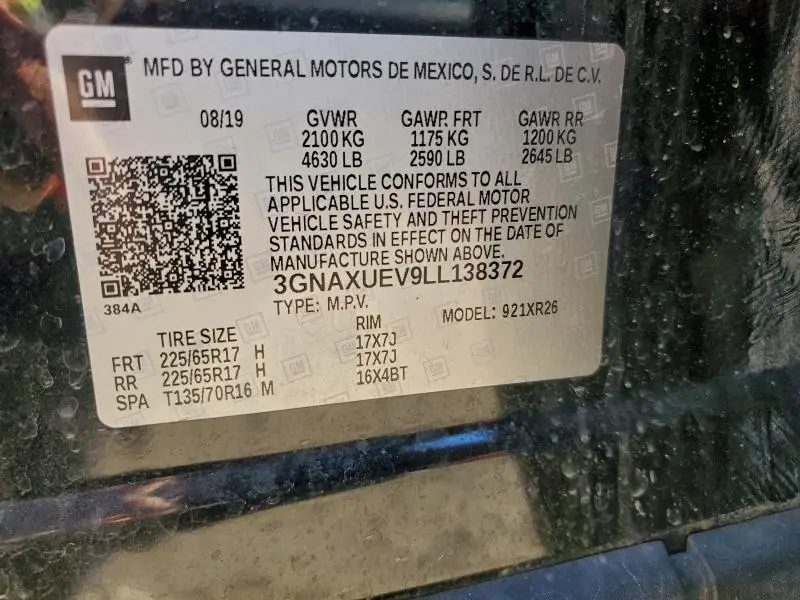 GM
MFD BY GENERAL MOTORS DE MEXICO, S. DE R.L. DE C.V.
08/19 GVWR GAWR FRT GAWR RR
2100 KG 1175 KG 1200 KG
4630 LB 2590 LB 2645 LB
THIS VEHICLE CONFORMS TO ALL
APPLICABLE U.S. FEDERAL MOTOR
VEHICLE SAFETY AND THEFT PREVENTION
STANDARDS IN EFFECT ON THE DATE OF
MANUFACTURE SHOWN ABOVE.
3GNAXUEV9LL138372
384A TYPE: M.P.V. MODEL: 921XR26
TIRE SIZE RIM
FRT 225/65R17 H 17X7J
RR 225/65R17 H 17X7J
SPA T135/70R16 M 16X4BT